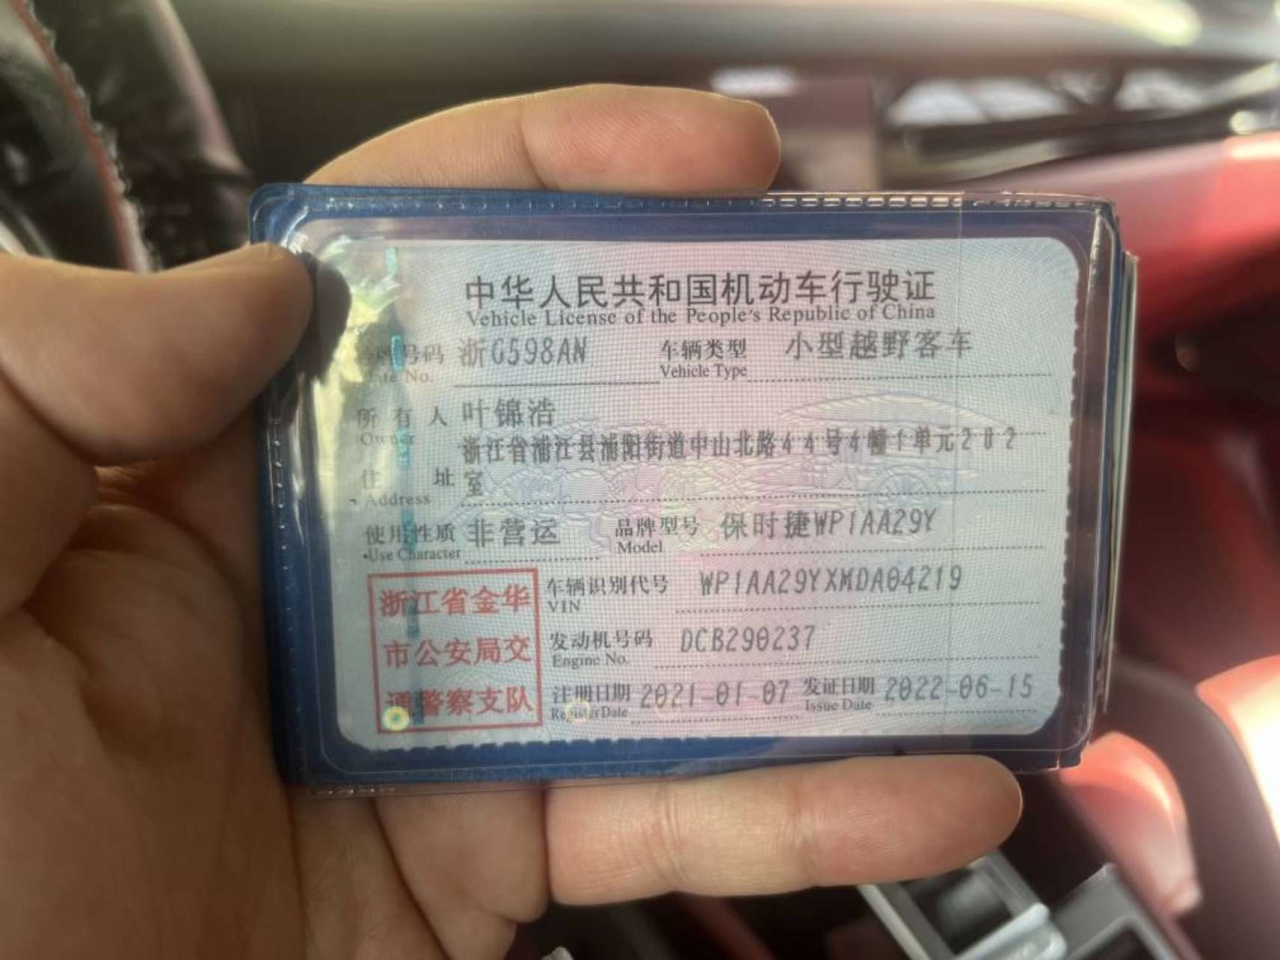 中华人民共和国机动车行驶证
Vehicle License of the People's Republic of China
号牌号码 浙G598AN 车辆类型 小型越野客车
Plate No. Vehicle Type
所有人 叶锦浩
Owner
浙江省浦江县浦阳街道中山北路44号4幢1单元202
住址 室
Address
使用性质 非营运 品牌型号 保时捷WP1AA29Y
Use Character Model
浙江省金华 车辆识别代号 WP1AA29YXMDA04219
VIN
市公安局交 发动机号码 DCB290237
Engine No.
通警察支队 注册日期 2021-01-07 发证日期 2022-06-15
Register Date Issue Date